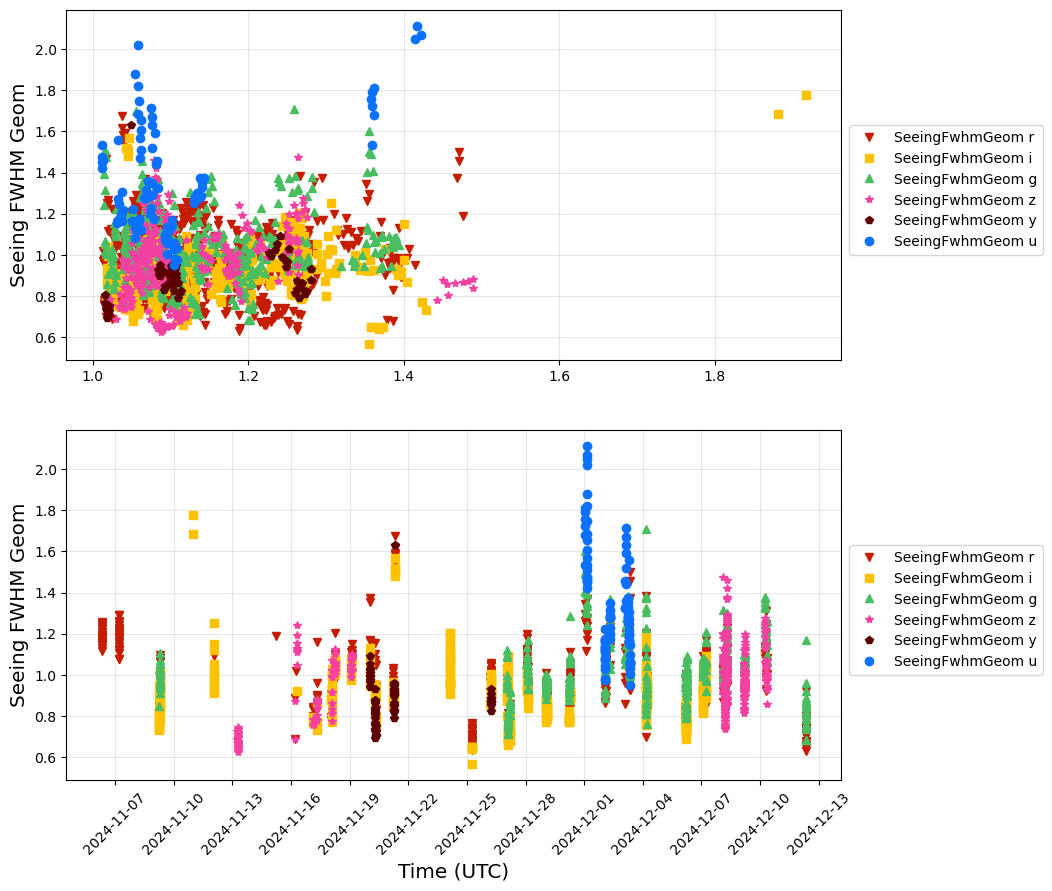 Seeing FWHM Geom
2.0
1.8
1.6
1.4
1.2
1.0
0.8
0.6
1.0 1.2 1.4 1.6 1.8
SeeingFwhmGeom r
SeeingFwhmGeom i
SeeingFwhmGeom g
SeeingFwhmGeom z
SeeingFwhmGeom y
SeeingFwhmGeom u
Seeing FWHM Geom
2.0
1.8
1.6
1.4
1.2
1.0
0.8
0.6
2024-11-07 2024-11-10 2024-11-13 2024-11-16 2024-11-19 2024-11-22 2024-11-25 2024-11-28 2024-12-01 2024-12-04 2024-12-07 2024-12-10 2024-12-13
Time (UTC)
SeeingFwhmGeom r
SeeingFwhmGeom i
SeeingFwhmGeom g
SeeingFwhmGeom z
SeeingFwhmGeom y
SeeingFwhmGeom u